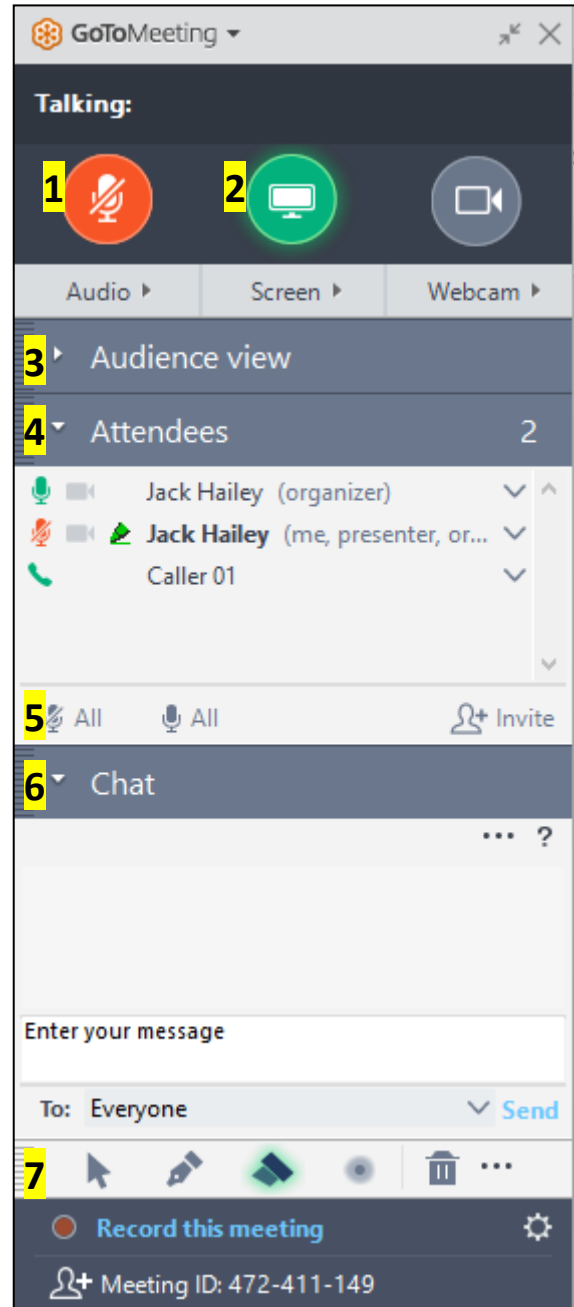 GoToMeeting
Talking:
1 2
Audio Screen Webcam
3 Audience view
4 Attendees 2
Jack Hailey (organizer)
Jack Hailey (me, presenter, or...
Caller 01
5 All All Invite
6 Chat
... ?
Enter your message
To: Everyone Send
7 ...
Record this meeting
Meeting ID: 472-411-149